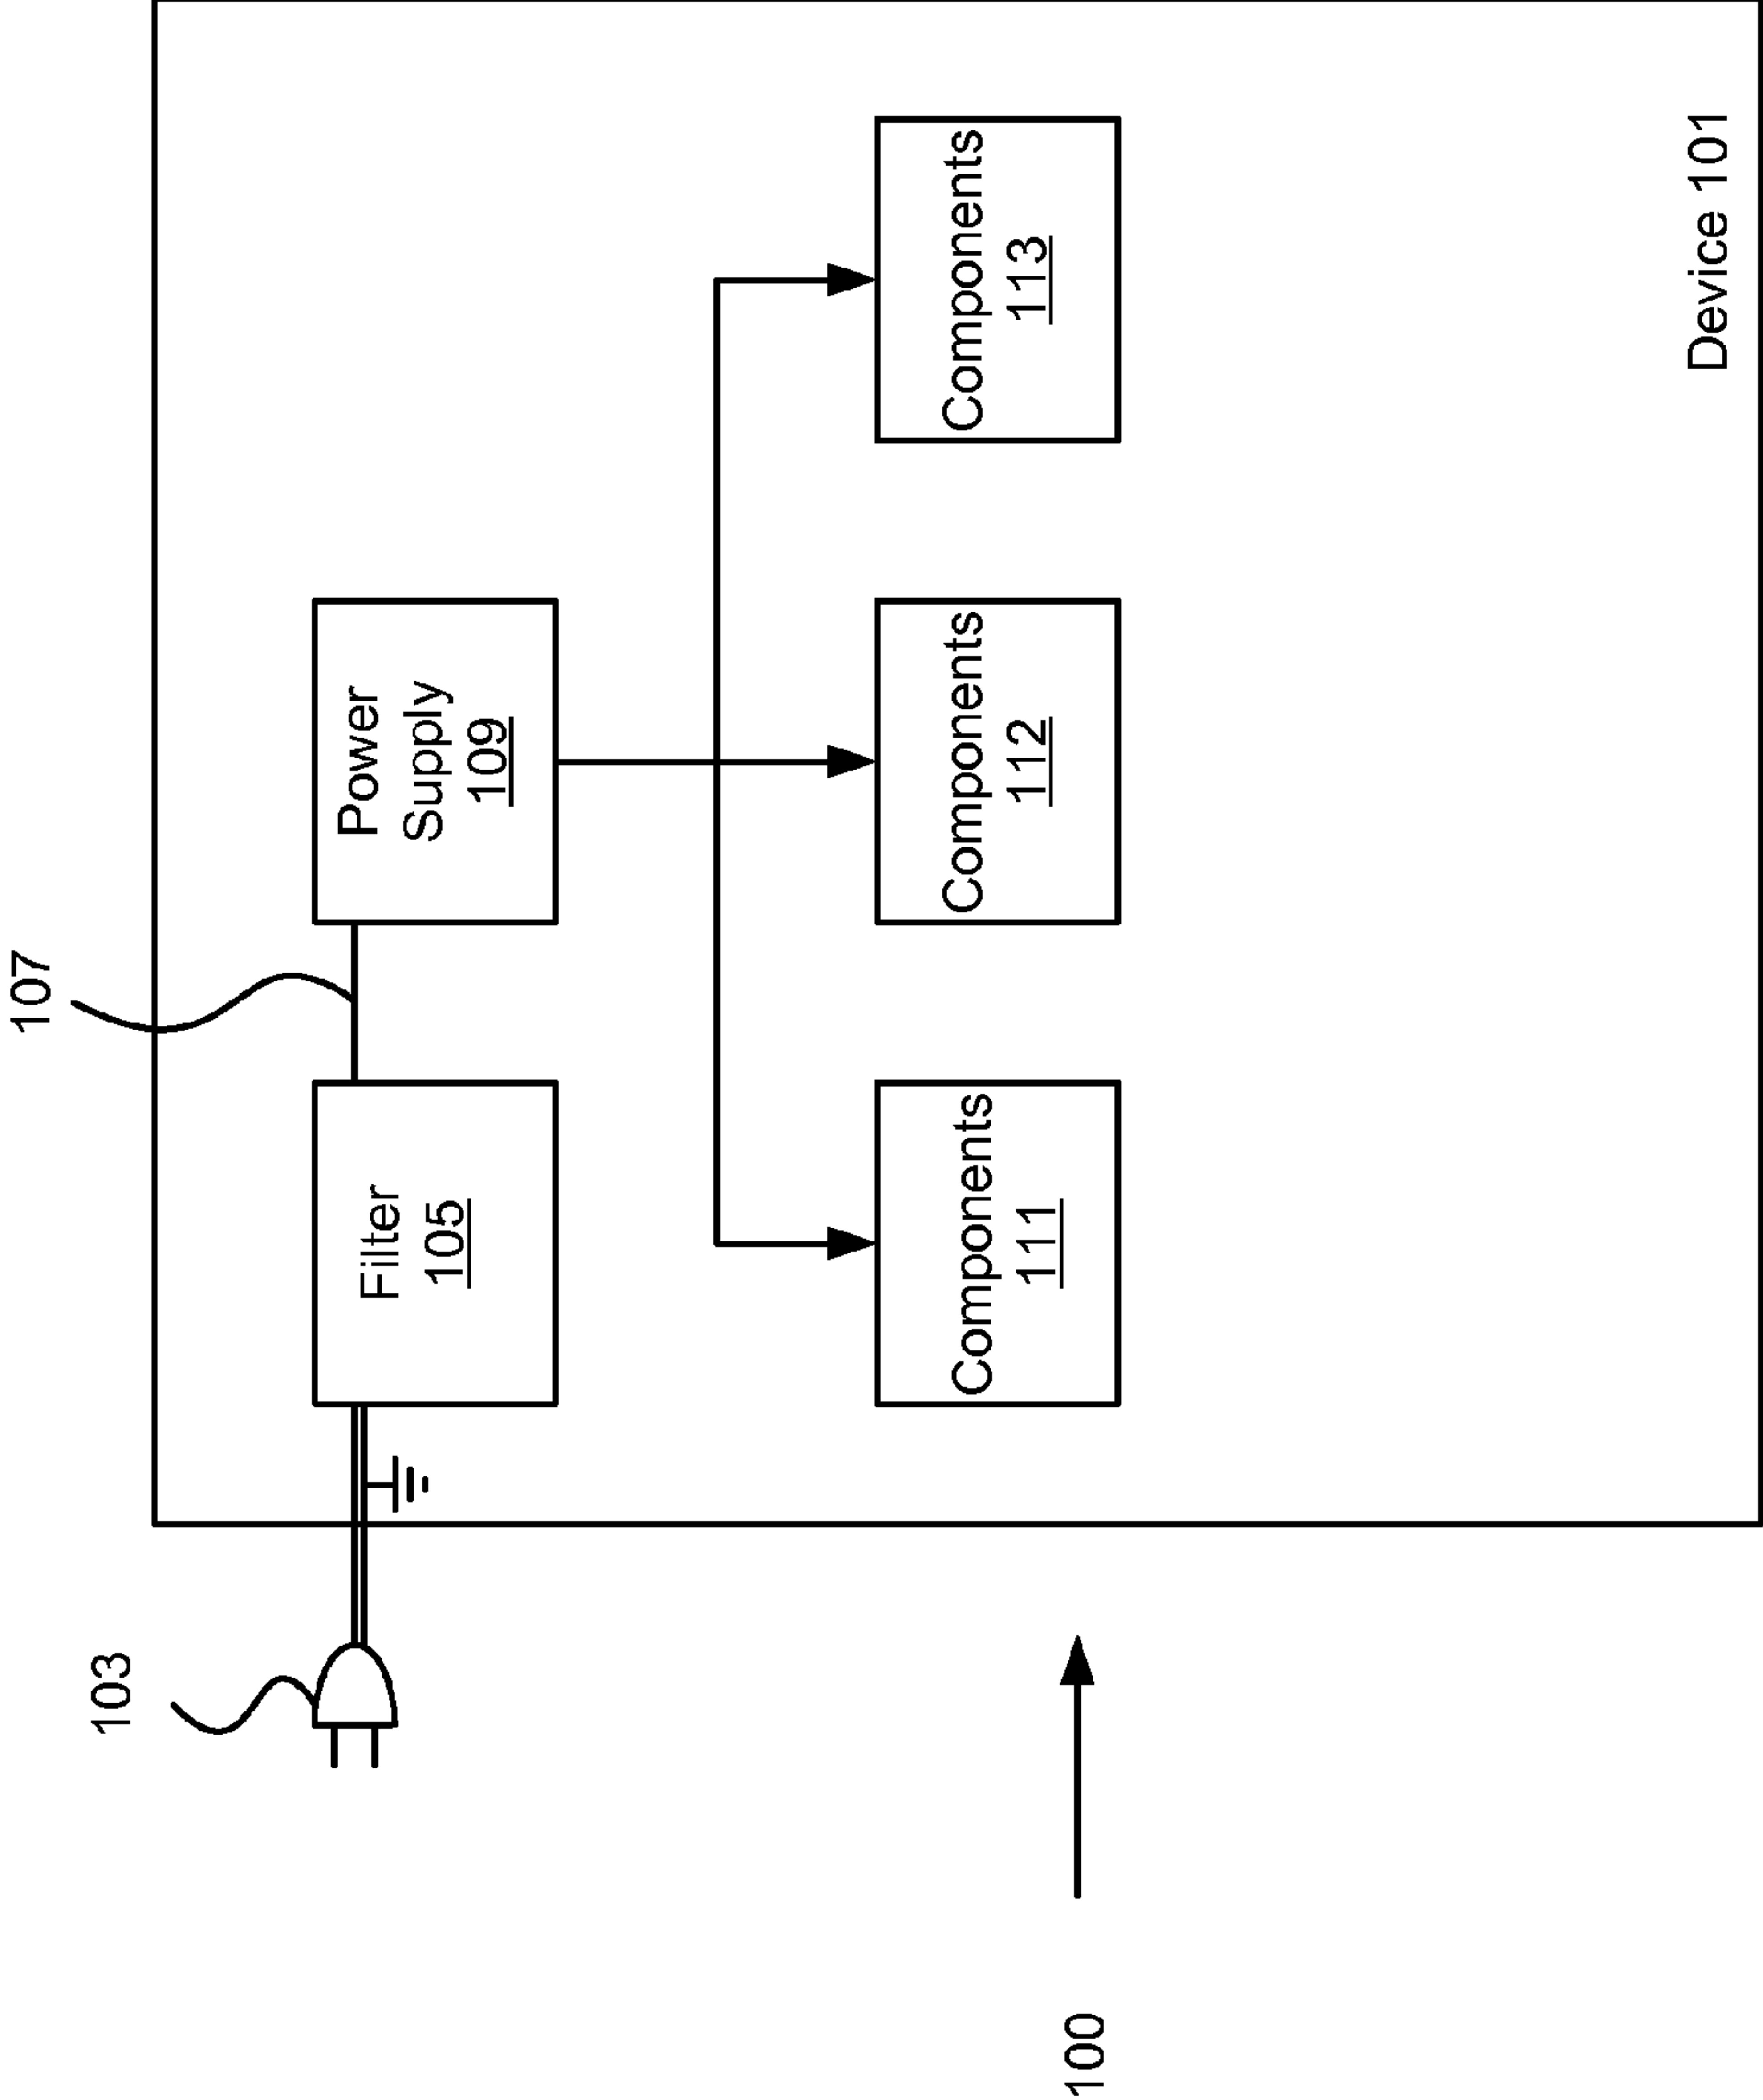 107
103
Filter
105
Power
Supply
109
Components
111
Components
112
Components
113
Device 101
100